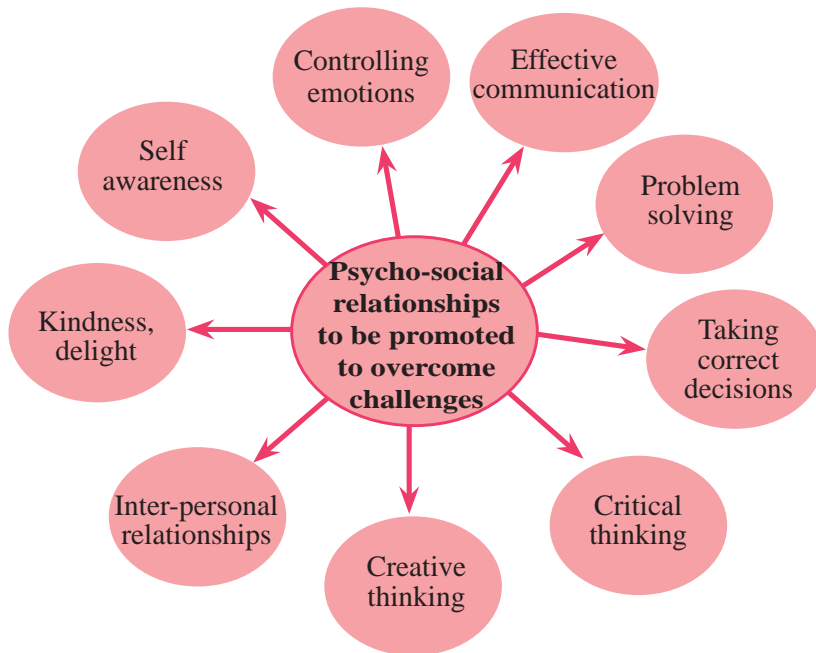 Controlling
emotions
Effective
communication
Self
awareness
Problem
solving
Psycho-social
relationships
to be promoted
to overcome
challenges
Kindness,
delight
Taking
correct
decisions
Inter-personal
relationships
Critical
thinking
Creative
thinking